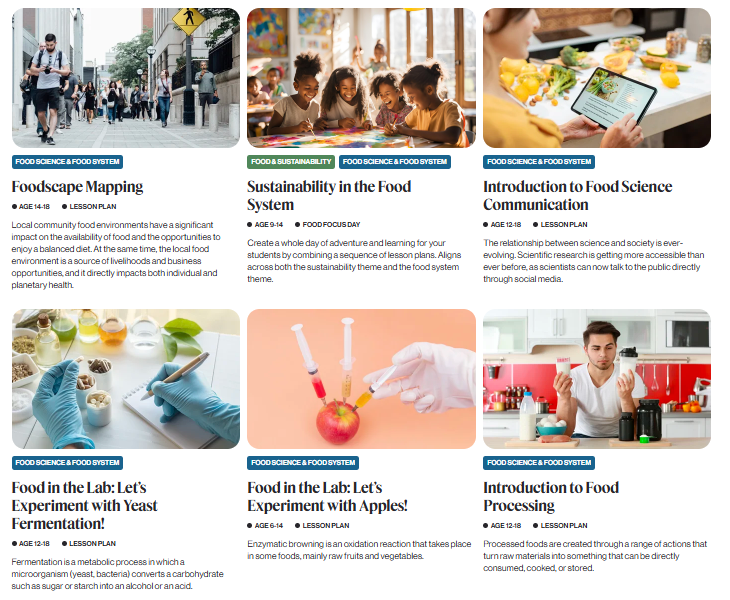 FOOD SCIENCE & FOOD SYSTEM
Foodscape Mapping
AGE 14-18 LESSON PLAN
Local community food environments have a significant
impact on the availability of food and the opportunities to
enjoy a balanced diet. At the same time, the local food
environment is a source of livelihoods and business
opportunities, and it directly impacts both individual and
planetary health.
FOOD & SUSTAINABILITY FOOD SCIENCE & FOOD SYSTEM
Sustainability in the Food
System
AGE 9-14 FOOD FOCUS DAY
Create a whole day of adventure and learning for your
students by combining a sequence of lesson plans. Aligns
across both the sustainability theme and the food system
theme.
FOOD SCIENCE & FOOD SYSTEM
Introduction to Food Science
Communication
AGE 12-18 LESSON PLAN
The relationship between science and society is ever-
evolving. Scientific research is getting more accessible than
ever before, as scientists can now talk to the public directly
through social media.
FOOD SCIENCE & FOOD SYSTEM
Food in the Lab: Let's
Experiment with Yeast
Fermentation!
AGE 12-18 LESSON PLAN
Fermentation is a metabolic process in which a
microorganism (yeast, bacteria) converts a carbohydrate
such as sugar or starch into an alcohol or an acid.
FOOD SCIENCE & FOOD SYSTEM
Food in the Lab: Let's
Experiment with Apples!
AGE 6-14 LESSON PLAN
Enzymatic browning is an oxidation reaction that takes place
in some foods, mainly raw fruits and vegetables.
FOOD SCIENCE & FOOD SYSTEM
Introduction to Food
Processing
AGE 12-18 LESSON PLAN
Processed foods are created through a range of actions that
turn raw materials into something that can be directly
consumed, cooked, or stored.